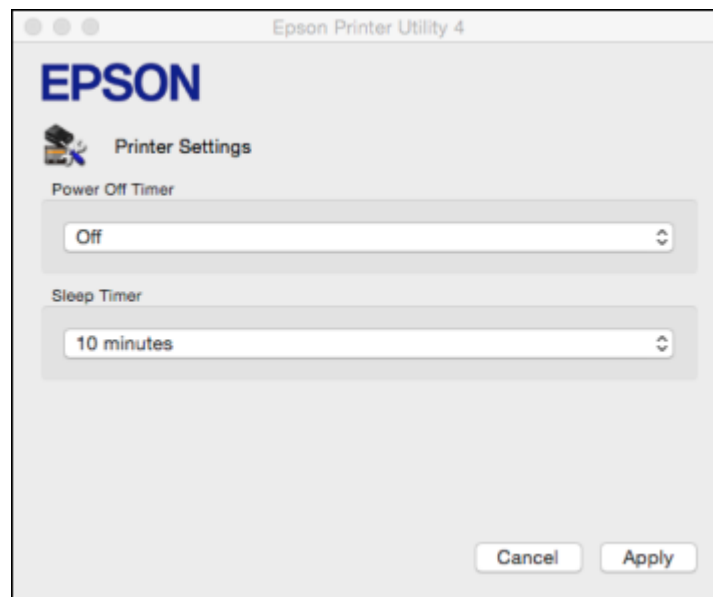 Epson Printer Utility 4
EPSON
Printer Settings
Power Off Timer
Off
Sleep Timer
10 minutes
Cancel Apply